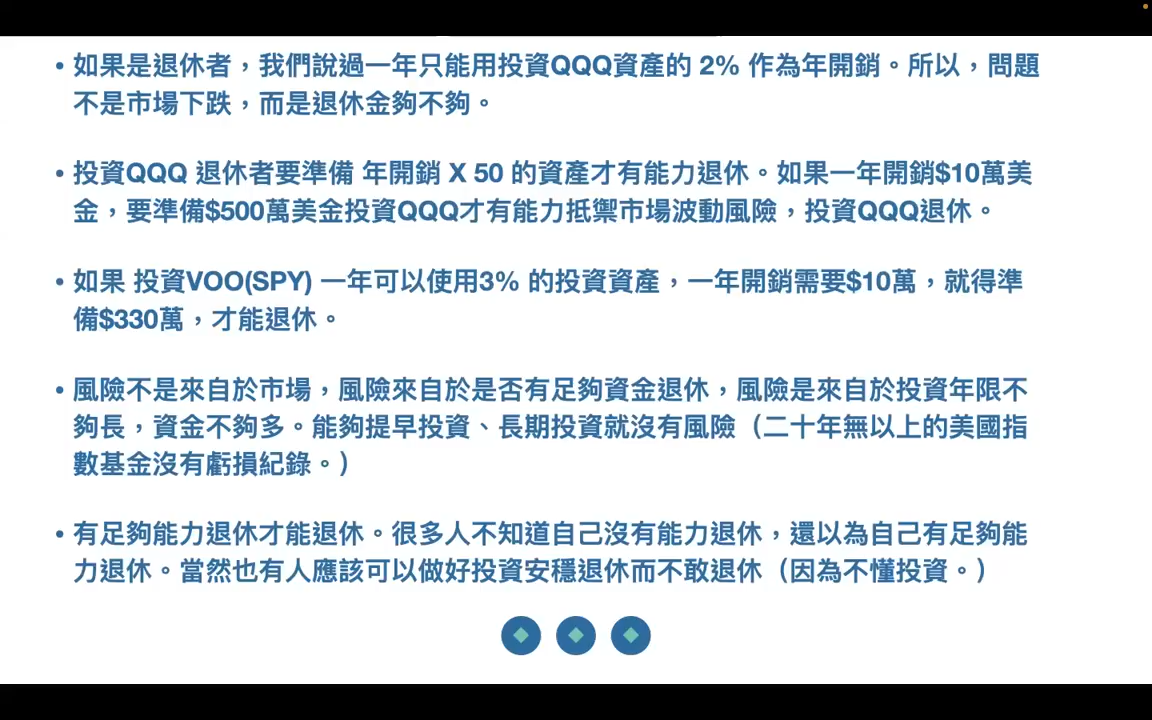 • 如果是退休者，我們說過一年只能用投資QQQ資產的 2% 作為年開銷。所以，問題
不是市場下跌，而是退休金夠不夠。
• 投資QQQ 退休者要準備 年開銷 X 50 的資產才有能力退休。如果一年開銷$10萬美
金，要準備$500萬美金投資QQQ才有能力抵禦市場波動風險，投資QQQ退休。
• 如果 投資VOO(SPY) 一年可以使用3% 的投資資產，一年開銷需要$10萬，就得準
備$330萬，才能退休。
• 風險不是來自於市場，風險來自於是否有足夠資金退休，風險是來自於投資年限不
夠長，資金不夠多。能夠提早投資、長期投資就沒有風險（二十年無以上的美國指
數基金沒有虧損紀錄。）
• 有足夠能力退休才能退休。很多人不知道自己沒有能力退休，還以為自己有足夠能
力退休。當然也有人應該可以做好投資安穩退休而不敢退休（因為不懂投資。）